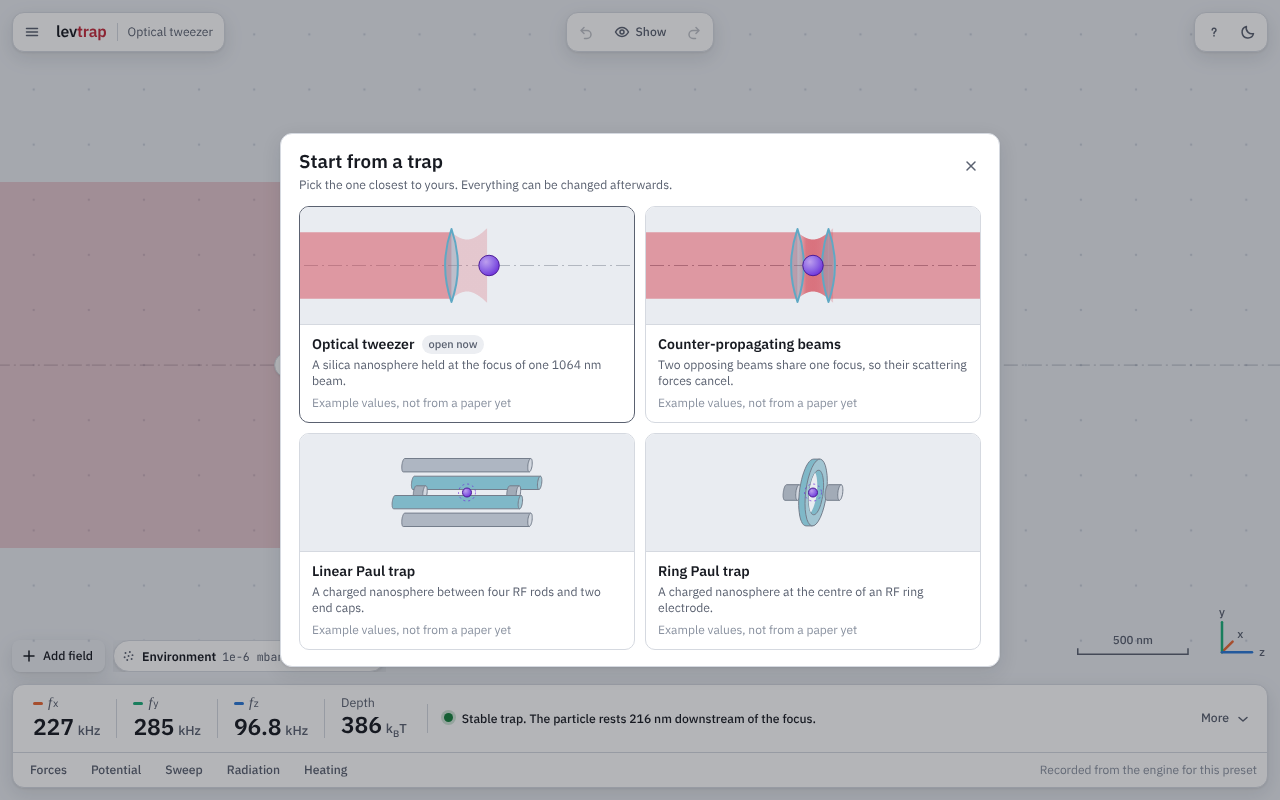 levtrap Optical tweezer
Show
?
Start from a trap
Pick the one closest to yours. Everything can be changed afterwards.
Optical tweezer open now
A silica nanosphere held at the focus of one 1064 nm
beam.
Example values, not from a paper yet
Counter-propagating beams
Two opposing beams share one focus, so their scattering
forces cancel.
Example values, not from a paper yet
Linear Paul trap
A charged nanosphere between four RF rods and two
end caps.
Example values, not from a paper yet
Ring Paul trap
A charged nanosphere at the centre of an RF ring
electrode.
Example values, not from a paper yet
Add field
Environment 1e-6
500 nm
y
x
z
fx
227 kHz
fy
285 kHz
fz
96.8 kHz
Depth
386 kBT
Stable trap. The particle rests 216 nm downstream of the focus.
More
Forces Potential Sweep Radiation Heating
Recorded from the engine for this preset